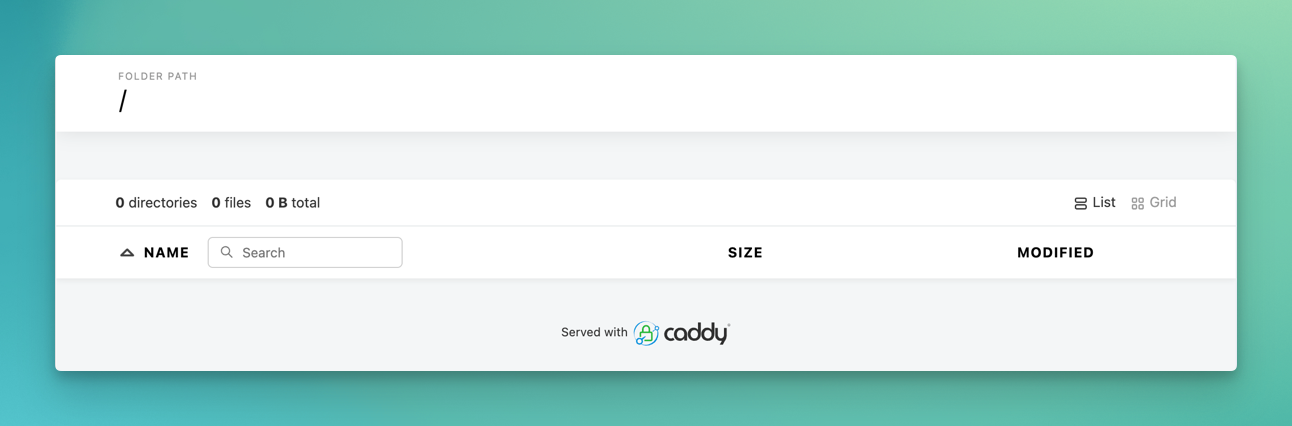 FOLDER PATH
/
0 directories 0 files 0 B total List Grid
NAME Search SIZE MODIFIED
Served with caddy